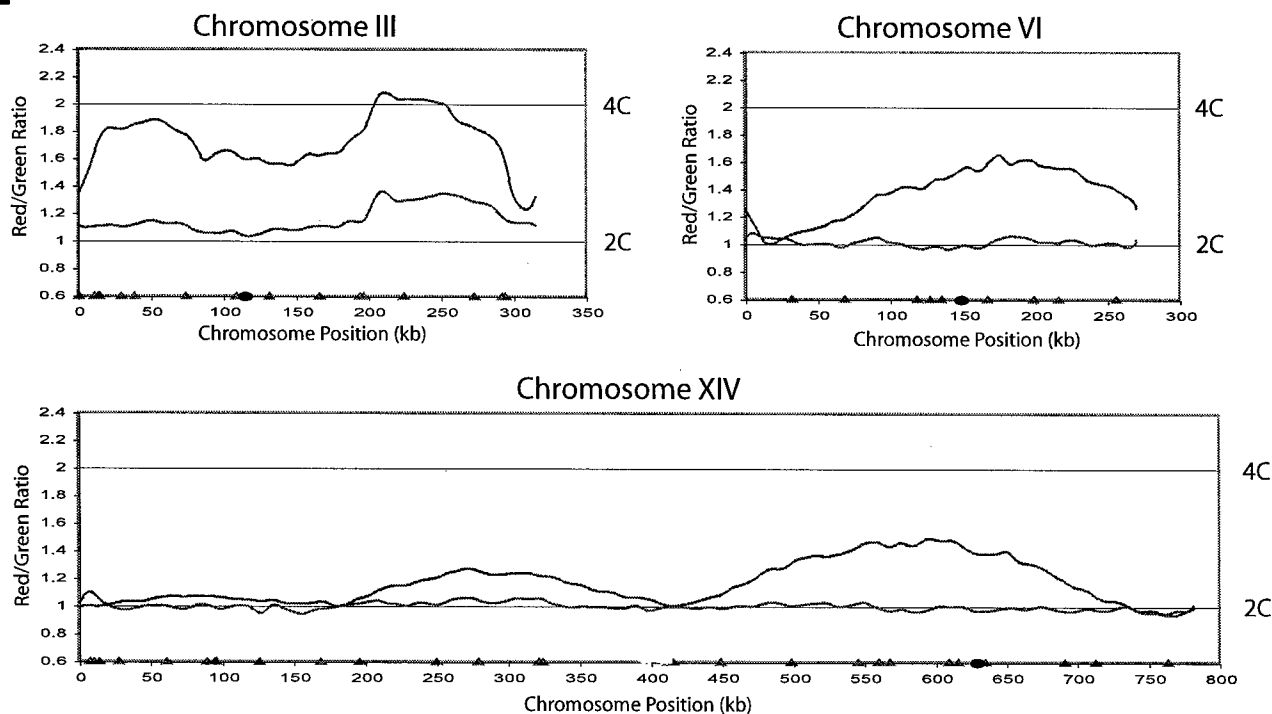 Chromosome III
Red/Green Ratio
2.4
2.2
2
1.8
1.6
1.4
1.2
1
0.8
0.6
4C
2C
0 50 100 150 200 250 300 350
Chromosome Position (kb)
Chromosome VI
Red/Green Ratio
2.4
2.2
2
1.8
1.6
1.4
1.2
1
0.8
0.6
4C
2C
0 50 100 150 200 250 300
Chromosome Position (kb)
Chromosome XIV
Red/Green Ratio
2.4
2.2
2
1.8
1.6
1.4
1.2
1
0.8
0.6
4C
2C
0 50 100 150 200 250 300 350 400 450 500 550 600 650 700 750 800
Chromosome Position (kb)